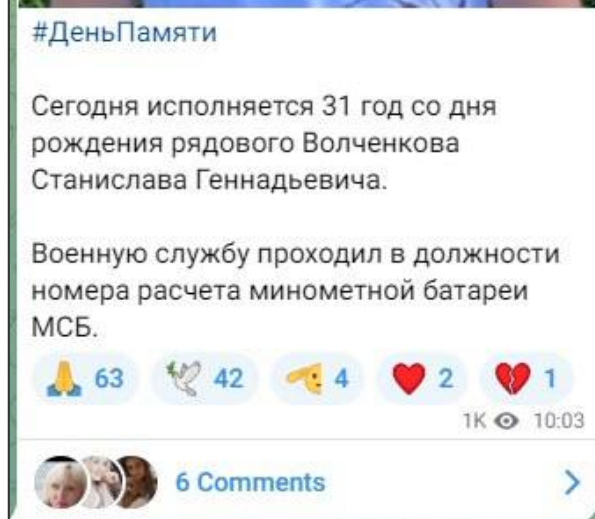 #ДеньПамяти
Сегодня исполняется 31 год со дня
рождения рядового Волченкова
Станислава Геннадьевича.
Военную службу проходил в должности
номера расчета минометной батареи
МСБ.
63 42 4 2 1
1K 10:03
6 Comments